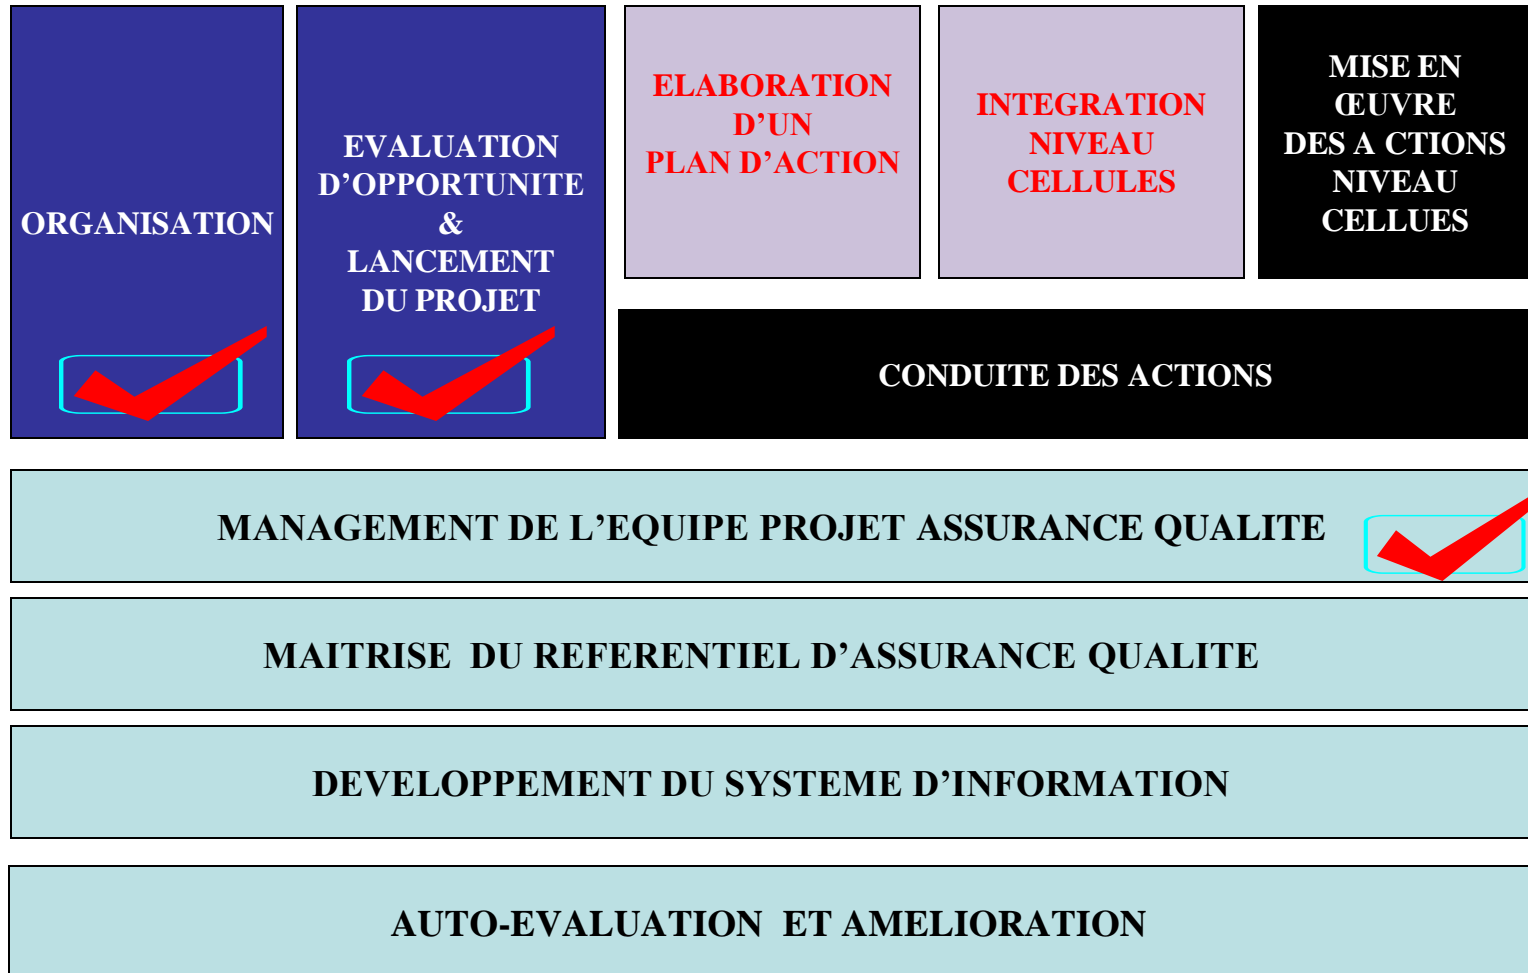 ORGANISATION
EVALUATION
D’OPPORTUNITE
&
LANCEMENT
DU PROJET
ELABORATION
D’UN
PLAN D’ACTION
INTEGRATION
NIVEAU
CELLULES
MISE EN
ŒUVRE
DES A CTIONS
NIVEAU
CELLUES
CONDUITE DES ACTIONS
MANAGEMENT DE L’EQUIPE PROJET ASSURANCE QUALITE
MAITRISE DU REFERENTIEL D’ASSURANCE QUALITE
DEVELOPPEMENT DU SYSTEME D’INFORMATION
AUTO-EVALUATION ET AMELIORATION